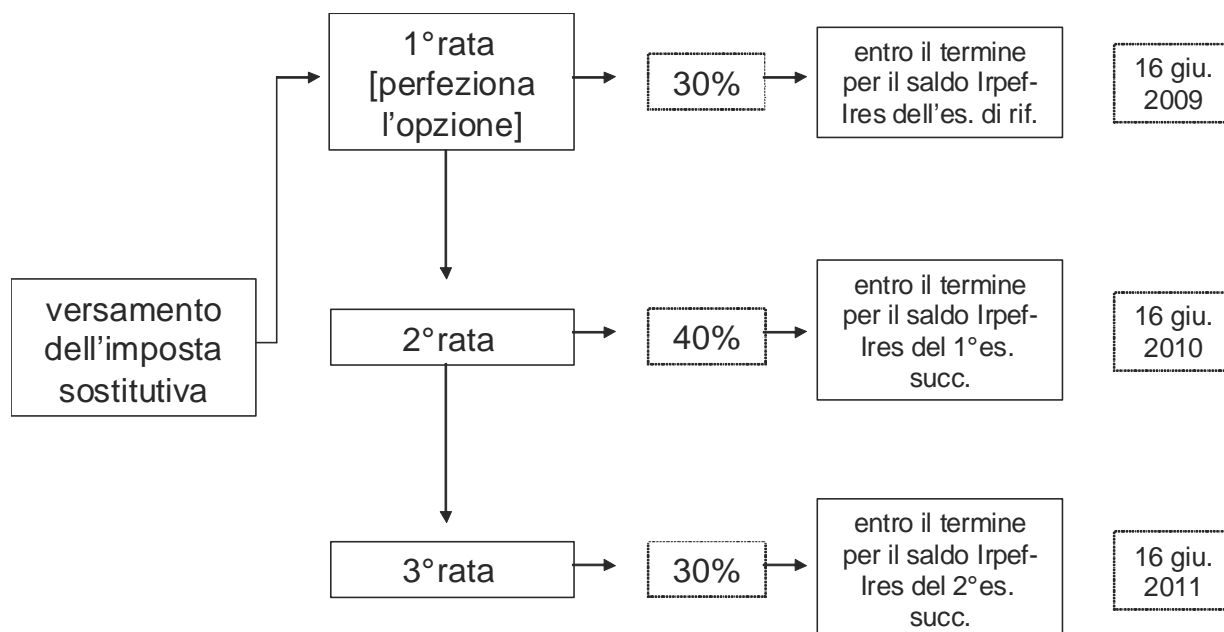 1°rata
[perfeziona
l'opzione]
30%
entro il termine
per il saldo Irpef-
Ires dell'es. di rif.
16 giu.
2009
versamento
dell'imposta
sostitutiva
2°rata
40%
entro il termine
per il saldo Irpef-
Ires del 1°es.
succ.
16 giu.
2010
3°rata
30%
entro il termine
per il saldo Irpef-
Ires del 2°es.
succ.
16 giu.
2011